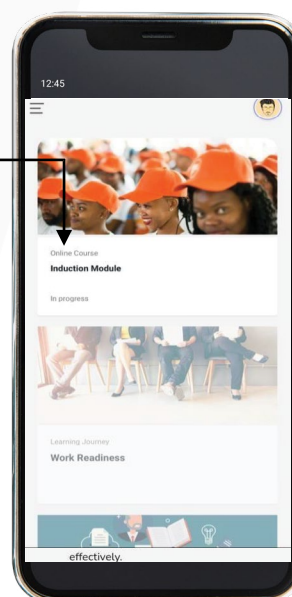 12:45
Online Course
Induction Module
In progress
Learning Journey
Work Readiness
effectively.